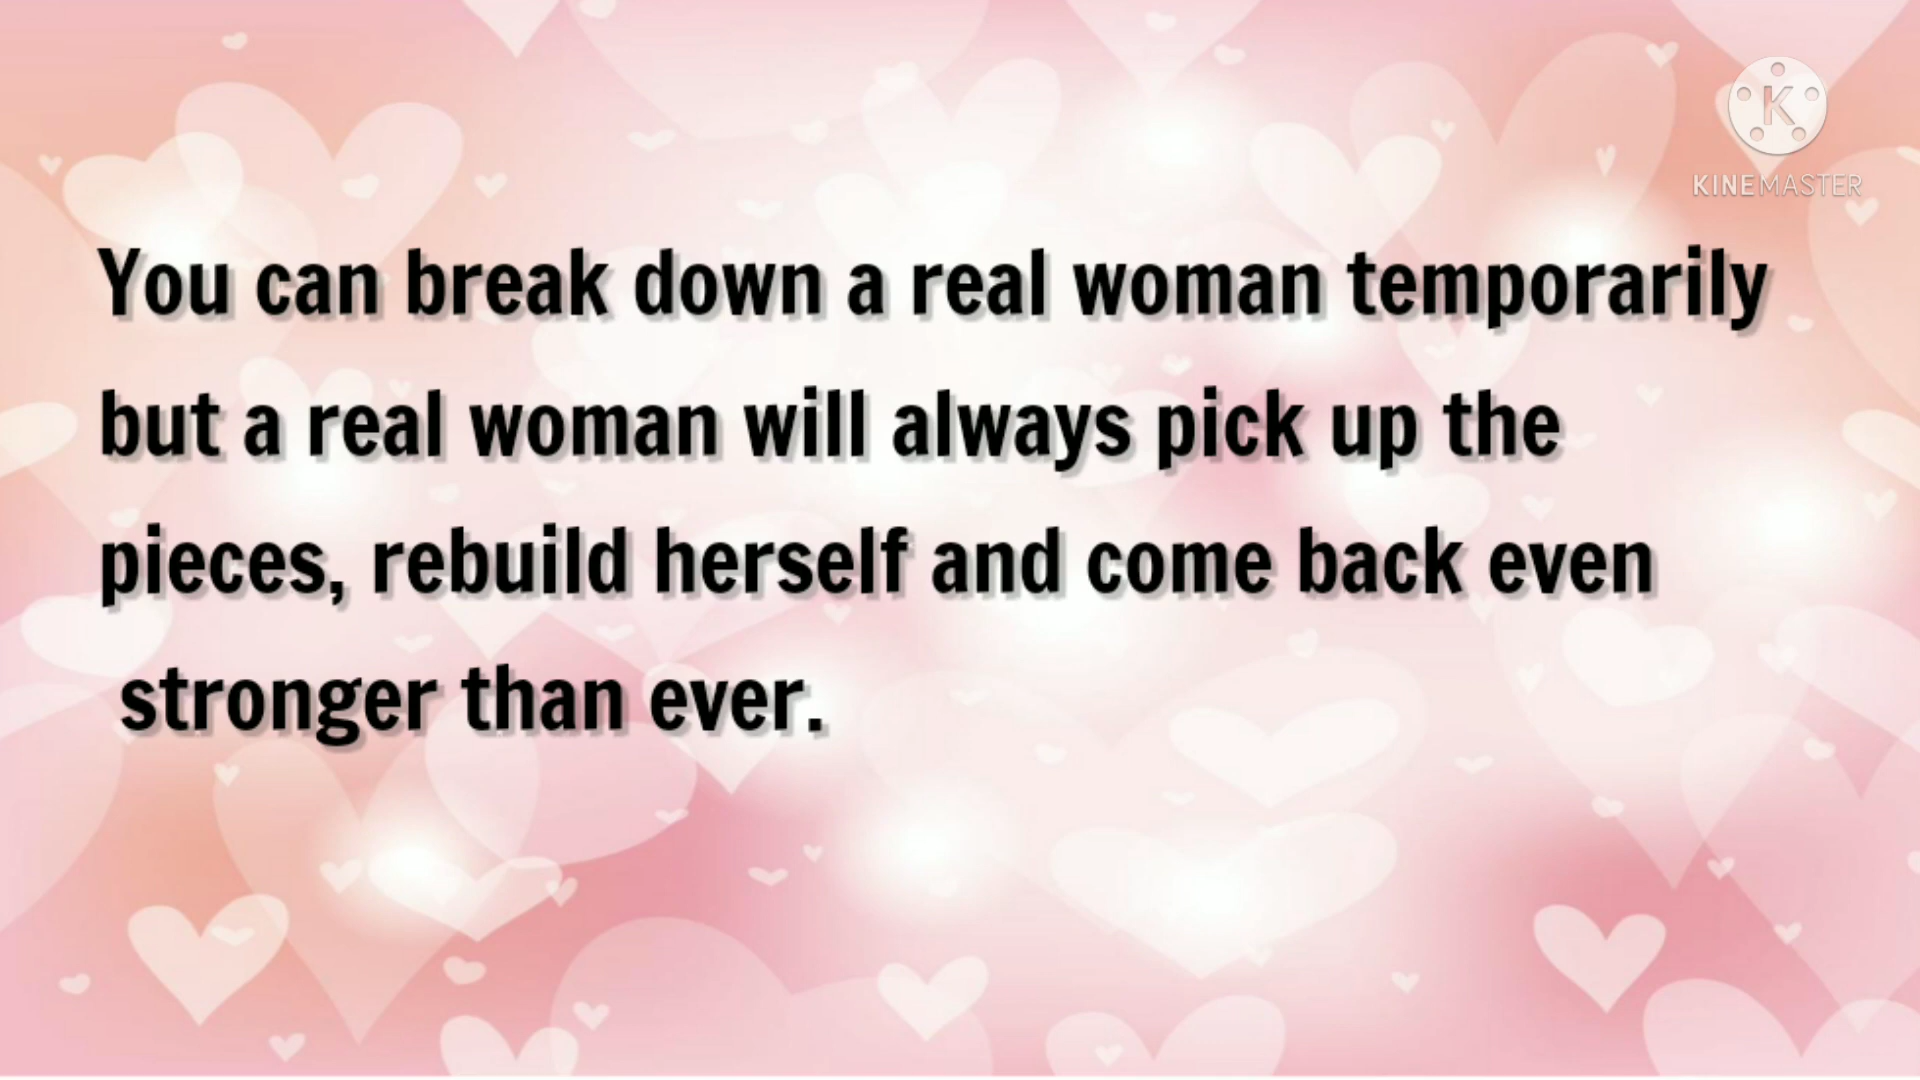 K
KINEMASTER
You can break down a real woman temporarily
but a real woman will always pick up the
pieces, rebuild herself and come back even
stronger than ever.